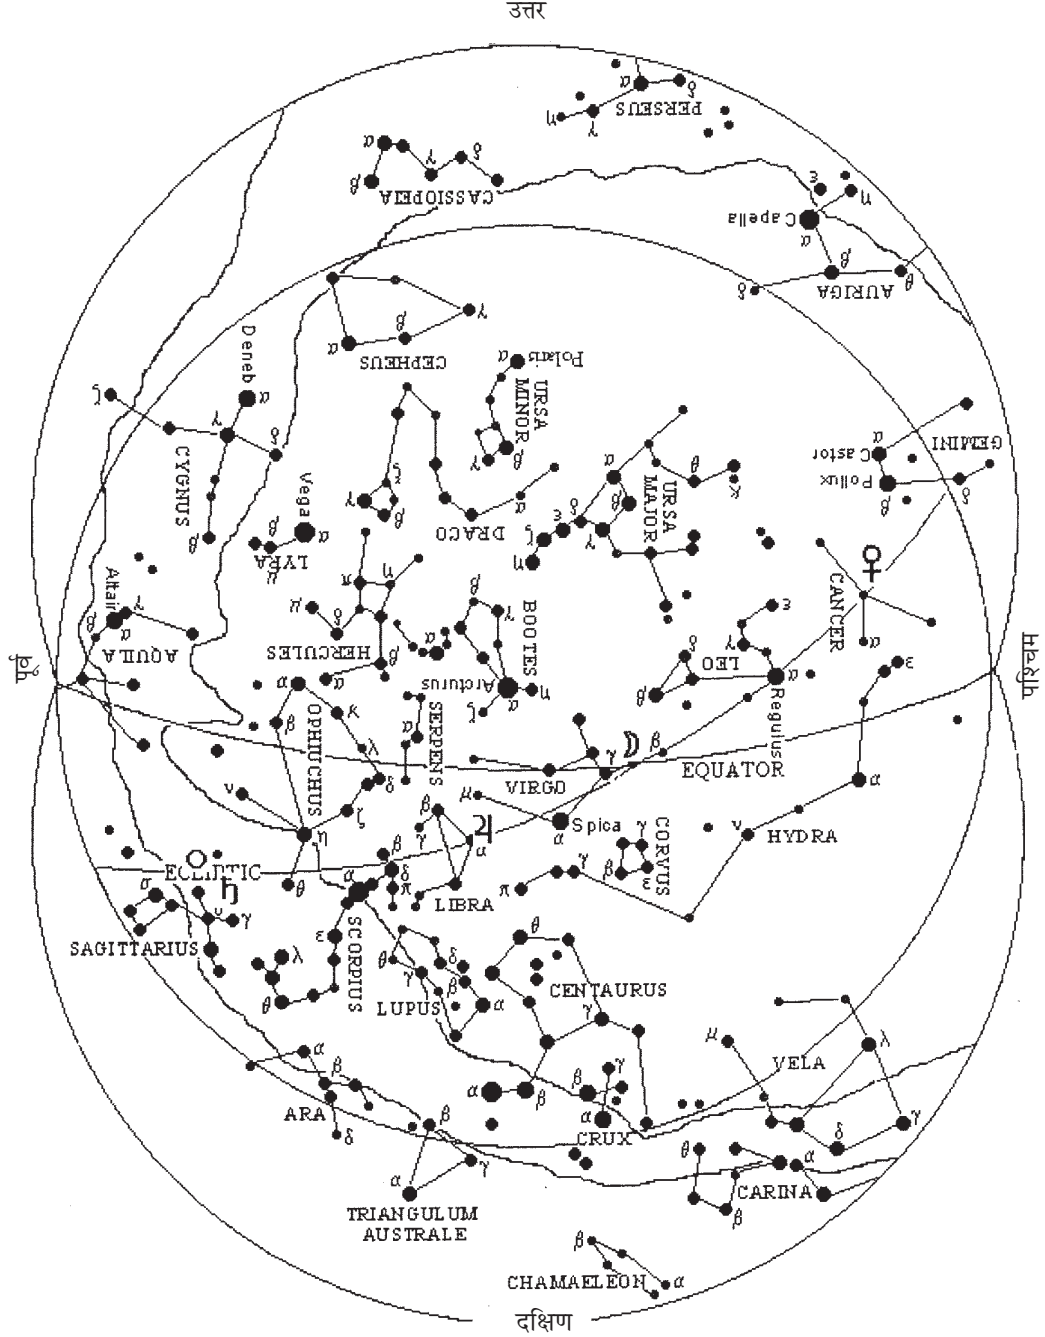 उत्तर
α
δ
PERSEUS
η
γ
α
γ
δ
β
CASSIOPEIA
ε
η
Capella
α
β
θ
δ
AURIGA
γ
β
α
CEPHEUS
Deneb
α
Polaris
α
URSA
MINOR
ζ
γ
δ
CYGNUS
β
γ
β
GEMINI
α
Castor
Pollux
β
δ
ζ
γ
β
α
DRACO
α
θ
κ
URSA
MAJOR
β
δ
γ
ε
ζ
η
Vega
α
β
LYRA
μ
♀
CANCER
α
Altair
γ
β
α
AQUILA
π
η
μ
δ
HERCULES
β
α
α
β
γ
BOOTES
Arcturus
α
η
ζ
ε
γ
LEO
δ
β
α
Regulus
ε
पूर्व
पश्चिम
α
β
OPHIUCHUS
κ
λ
δ
ζ
ν
η
θ
SERPENS
α
☽
γ
β
VIRGO
EQUATOR
α
μ
Spica
α
β
γ
♃
α
LIBRA
CORVUS
γ
β
ε
ν
HYDRA
γ
π
ECLIPTIC
β
δ
π
α
SCORPIUS
ε
λ
θ
♄
σ
γ
SAGITTARIUS
θ
γ
δ
β
α
LUPUS
θ
CENTAURUS
γ
α
β
μ
VELA
λ
γ
δ
α
β
ARA
δ
β
γ
α
CRUX
β
α
γ
TRIANGULUM
AUSTRALE
θ
α
CARINA
β
β
CHAMAELEON
α
दक्षिण